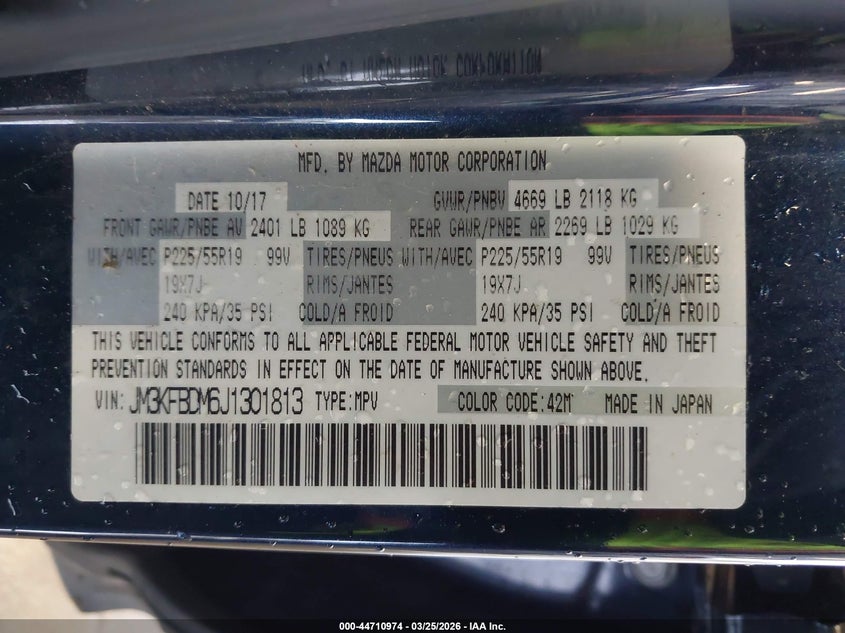 MFD. BY MAZDA MOTOR CORPORATION
DATE 10/17 GVWR/PNBV 4669 LB 2118 KG
FRONT GAWR/PNBE AV 2401 LB 1089 KG REAR GAWR/PNBE AR 2269 LB 1029 KG
WITH/AVEC P225/55R19 99V TIRES/PNEUS WITH/AVEC P225/55R19 99V TIRES/PNEUS
19X7J RIMS/JANTES 19X7J RIMS/JANTES
240 KPA/35 PSI COLD/A FROID 240 KPA/35 PSI COLD/A FROID
THIS VEHICLE CONFORMS TO ALL APPLICABLE FEDERAL MOTOR VEHICLE SAFETY AND THEFT
PREVENTION STANDARDS IN EFFECT ON THE DATE OF MANUFACTURE SHOWN ABOVE.
VIN: JM3KFBDM6J1301813 TYPE:MPV COLOR CODE:42M MADE IN JAPAN
000-44710974 — 03/25/2026 — IAA Inc.